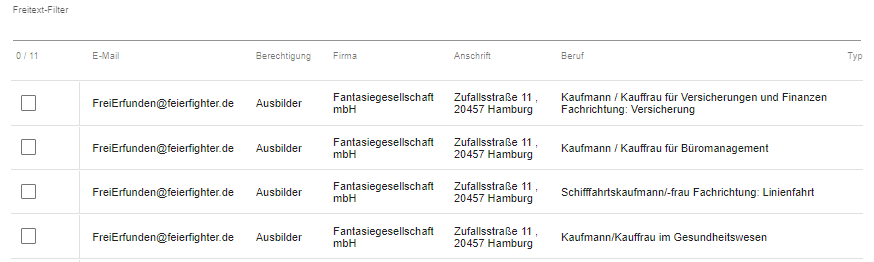 Freitext-Filter
0 / 11 E-Mail Berechtigung Firma Anschrift Beruf Typ
FreiErfunden@feierfighter.de Ausbilder Fantasiegesellschaft mbH Zufallsstraße 11 , 20457 Hamburg Kaufmann / Kauffrau für Versicherungen und Finanzen Fachrichtung: Versicherung
FreiErfunden@feierfighter.de Ausbilder Fantasiegesellschaft mbH Zufallsstraße 11 , 20457 Hamburg Kaufmann / Kauffrau für Büromanagement
FreiErfunden@feierfighter.de Ausbilder Fantasiegesellschaft mbH Zufallsstraße 11 , 20457 Hamburg Schifffahrtskaufmann/-frau Fachrichtung: Linienfahrt
FreiErfunden@feierfighter.de Ausbilder Fantasiegesellschaft mbH Zufallsstraße 11 , 20457 Hamburg Kaufmann/Kauffrau im Gesundheitswesen